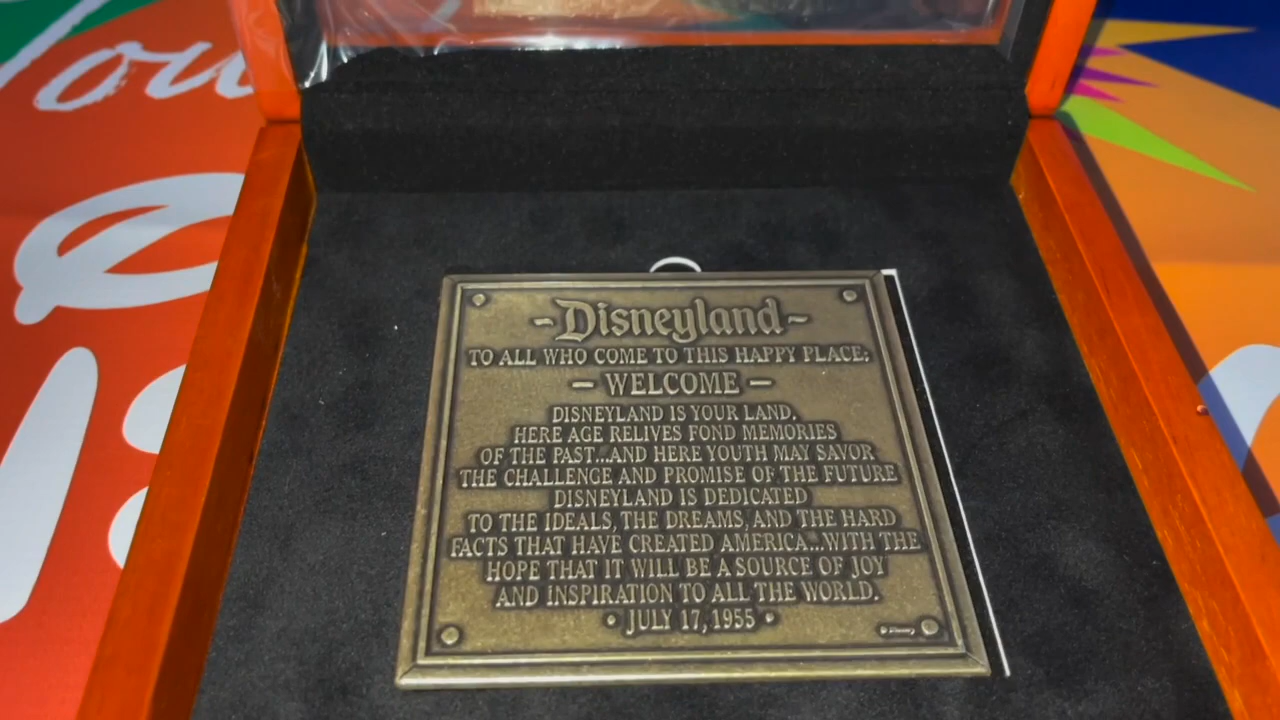 You
- Disneyland -
TO ALL WHO COME TO THIS HAPPY PLACE:
- WELCOME -
DISNEYLAND IS YOUR LAND.
HERE AGE RELIVES FOND MEMORIES
OF THE PAST...AND HERE YOUTH MAY SAVOR
THE CHALLENGE AND PROMISE OF THE FUTURE
DISNEYLAND IS DEDICATED
TO THE IDEALS, THE DREAMS, AND THE HARD
FACTS THAT HAVE CREATED AMERICA...WITH THE
HOPE THAT IT WILL BE A SOURCE OF JOY
AND INSPIRATION TO ALL THE WORLD.
• JULY 17, 1955 •
© Disney